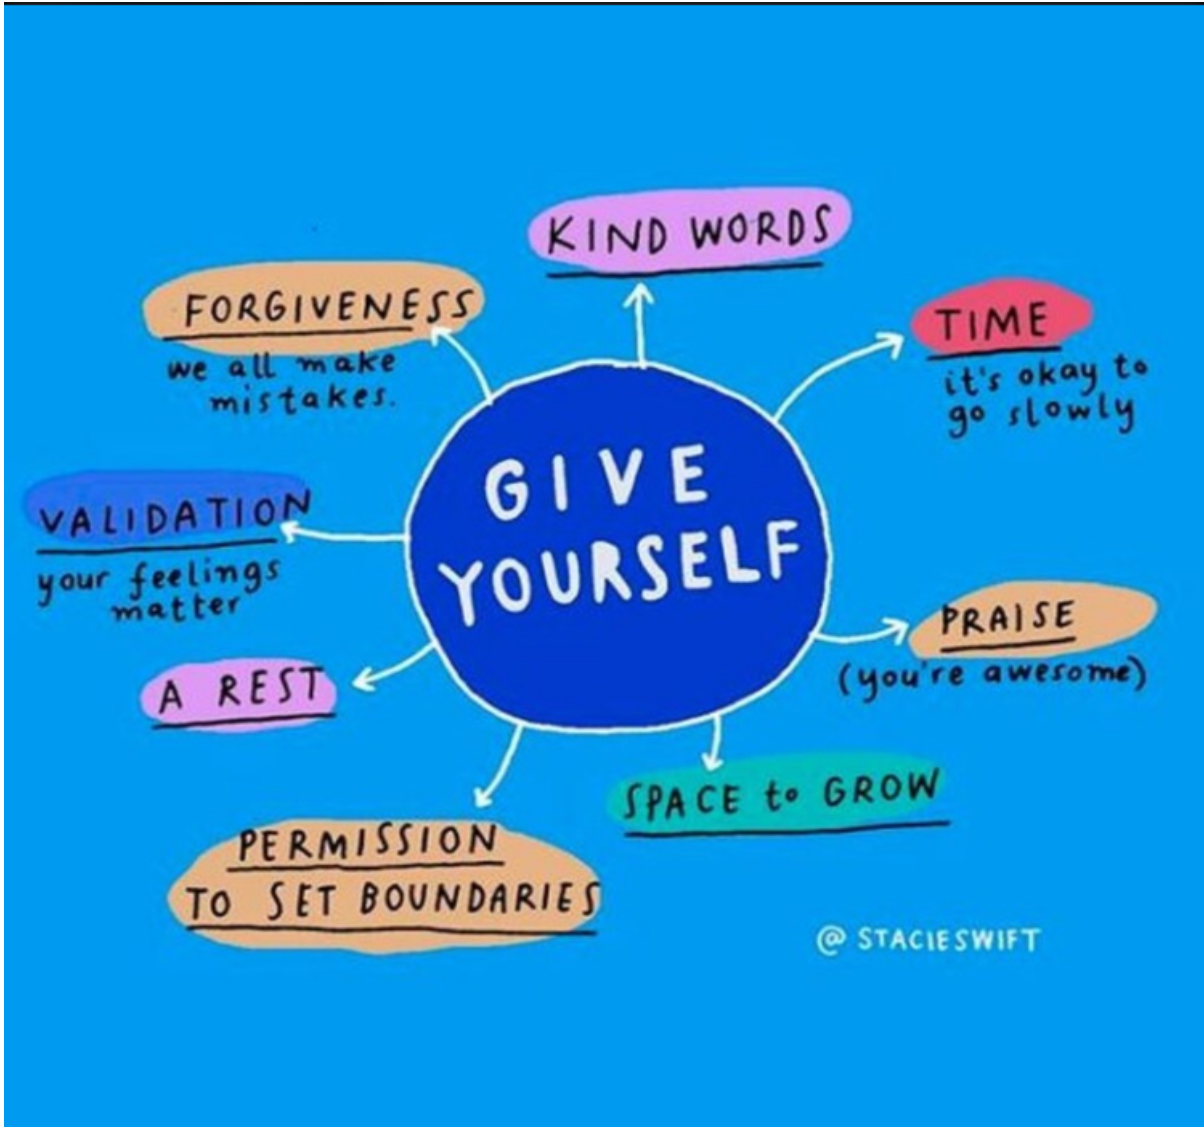 GIVE
YOURSELF
KIND WORDS
TIME
it's okay to
go slowly
PRAISE
(you're awesome)
SPACE to GROW
PERMISSION
TO SET BOUNDARIES
A REST
VALIDATION
your feelings
matter
FORGIVENESS
we all make
mistakes.
@STACIESWIFT